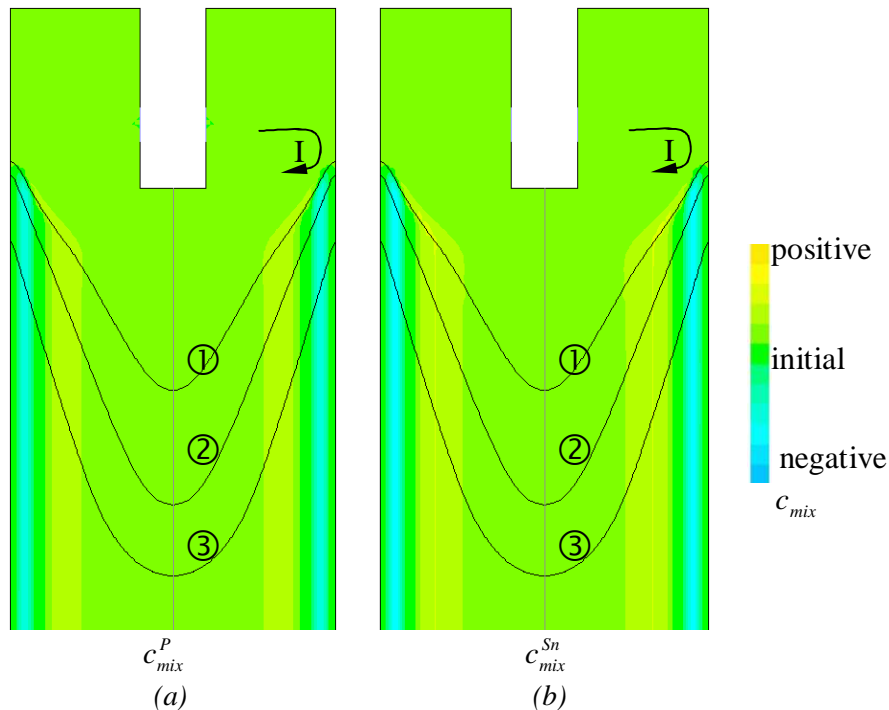 I
I
①
①
②
②
③
③
positive
initial
negative
c_mix
c_mix^P
c_mix^Sn
(a)
(b)